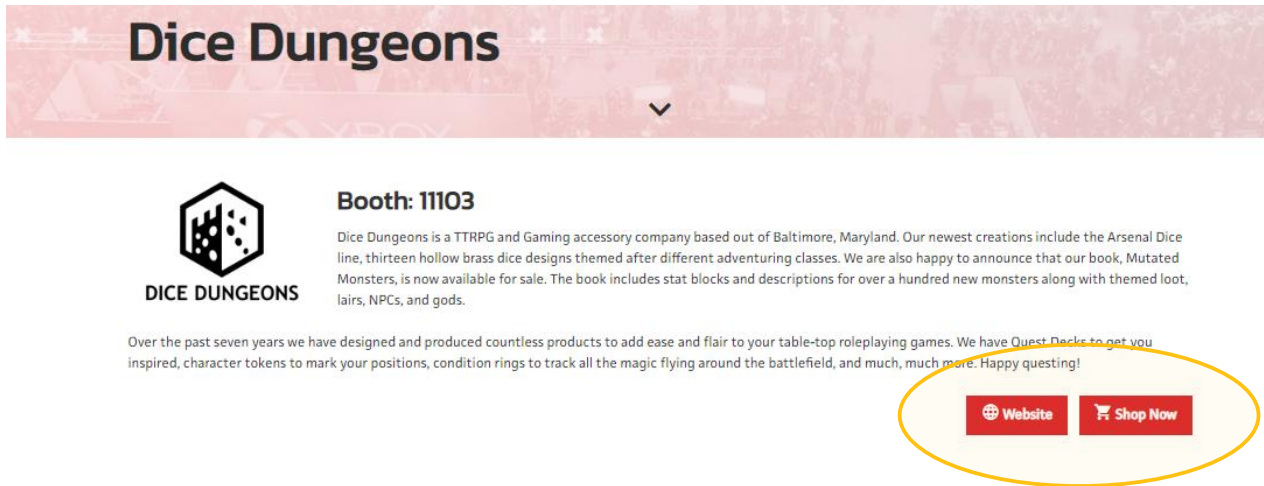 Dice Dungeons
XBOX
Booth: 11103
Dice Dungeons is a TTRPG and Gaming accessory company based out of Baltimore, Maryland. Our newest creations include the Arsenal Dice
line, thirteen hollow brass dice designs themed after different adventuring classes. We are also happy to announce that our book, Mutated
Monsters, is now available for sale. The book includes stat blocks and descriptions for over a hundred new monsters along with themed loot,
lairs, NPCs, and gods.
DICE DUNGEONS
Over the past seven years we have designed and produced countless products to add ease and flair to your table-top roleplaying games. We have Quest Decks to get you
inspired, character tokens to mark your positions, condition rings to track all the magic flying around the battlefield, and much, much more. Happy questing!
Website
Shop Now